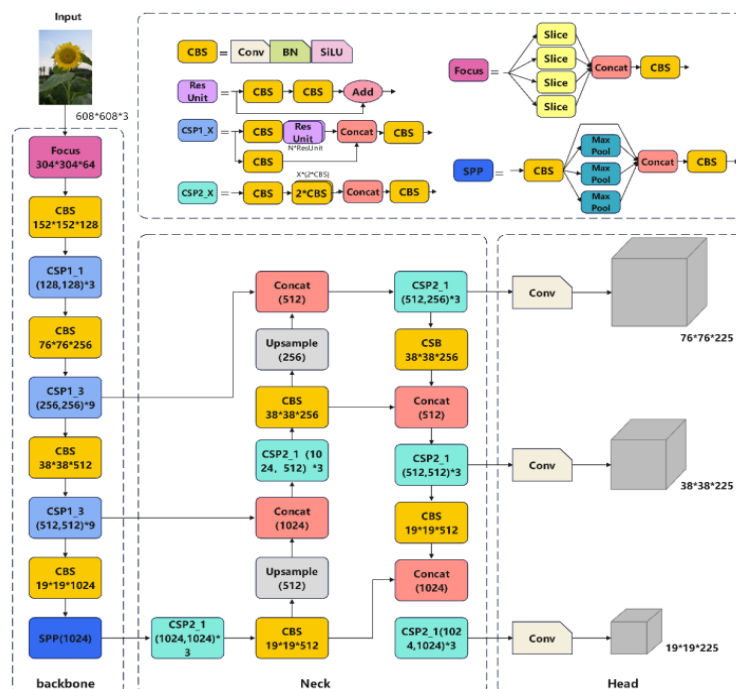 Input
608*608*3
Focus
304*304*64
CBS
152*152*128
CSP1_1
(128,128)*3
CBS
76*76*256
CSP1_3
(256,256)*9
CBS
38*38*512
CSP1_3
(512,512)*9
CBS
19*19*1024
SPP(1024)
backbone
CBS
=
Conv
BN
SiLU
Res
Unit
=
CBS
CBS
Add
CSP1_X
=
CBS
Res
Unit
N*ResUnit
Concat
CBS
CBS
CSP2_X
=
CBS
X*(2*CBS)
2*CBS
Concat
CBS
Focus
=
Slice
Slice
Slice
Slice
Concat
CBS
SPP
=
CBS
Max
Pool
Max
Pool
Max
Pool
Concat
CBS
Concat
(512)
Upsample
(256)
CBS
38*38*256
CSP2_1 (10
24, 512) *3
Concat
(1024)
Upsample
(512)
CSP2_1
(1024,1024)*
3
CBS
19*19*512
CSP2_1
(512,256)*3
CSB
38*38*256
Concat
(512)
CSP2_1
(512,512)*3
CBS
19*19*512
Concat
(1024)
CSP2_1(102
4,1024)*3
Neck
Conv
76*76*225
Conv
38*38*225
Conv
19*19*225
Head